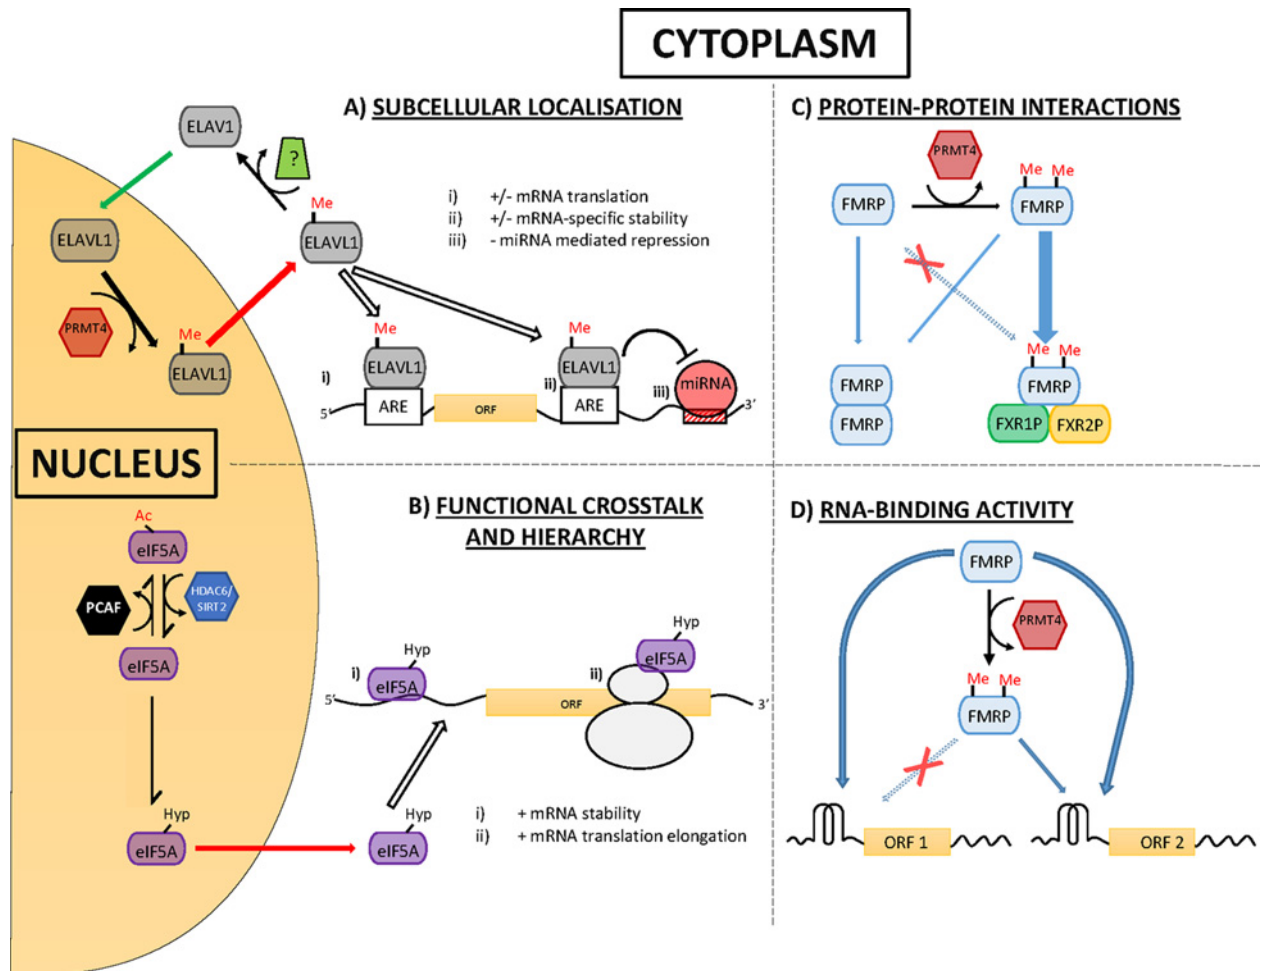 CYTOPLASM
A) SUBCELLULAR LOCALISATION
ELAV1
?
Me
ELAVL1
ELAVL1
PRMT4
Me
ELAVL1
i) +/- mRNA translation
ii) +/- mRNA-specific stability
iii) - miRNA mediated repression
Me
Me
i)
ELAVL1
ii)
ELAVL1
iii)
miRNA
5'
ARE
ORF
ARE
3'
NUCLEUS
C) PROTEIN-PROTEIN INTERACTIONS
PRMT4
Me Me
FMRP
FMRP
Me Me
FMRP
FMRP
FMRP
FXR1P
FXR2P
B) FUNCTIONAL CROSSTALK
AND HIERARCHY
Ac
eIF5A
PCAF
HDAC6/
SIRT2
eIF5A
Hyp
eIF5A
Hyp
eIF5A
Hyp
i)
eIF5A
Hyp
ii)
eIF5A
5'
ORF
3'
i) + mRNA stability
ii) + mRNA translation elongation
D) RNA-BINDING ACTIVITY
FMRP
PRMT4
Me Me
FMRP
ORF 1
ORF 2